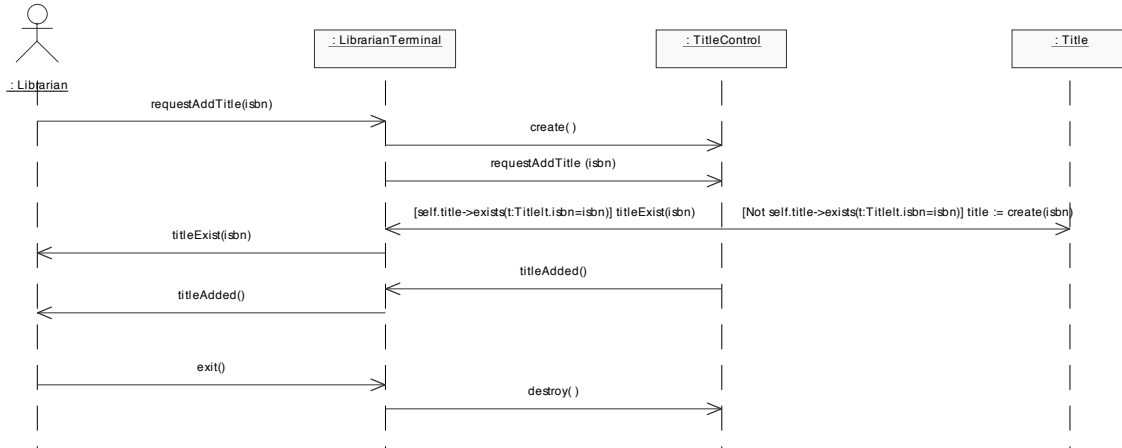 : Librarian
: LibrarianTerminal
: TitleControl
: Title
requestAddTitle(isbn)
create( )
requestAddTitle (isbn)
[self.title->exists(t:TitleIt.isbn=isbn)] titleExist(isbn)
[Not self.title->exists(t:TitleIt.isbn=isbn)] title := create(isbn)
titleExist(isbn)
titleAdded()
titleAdded()
exit()
destroy( )